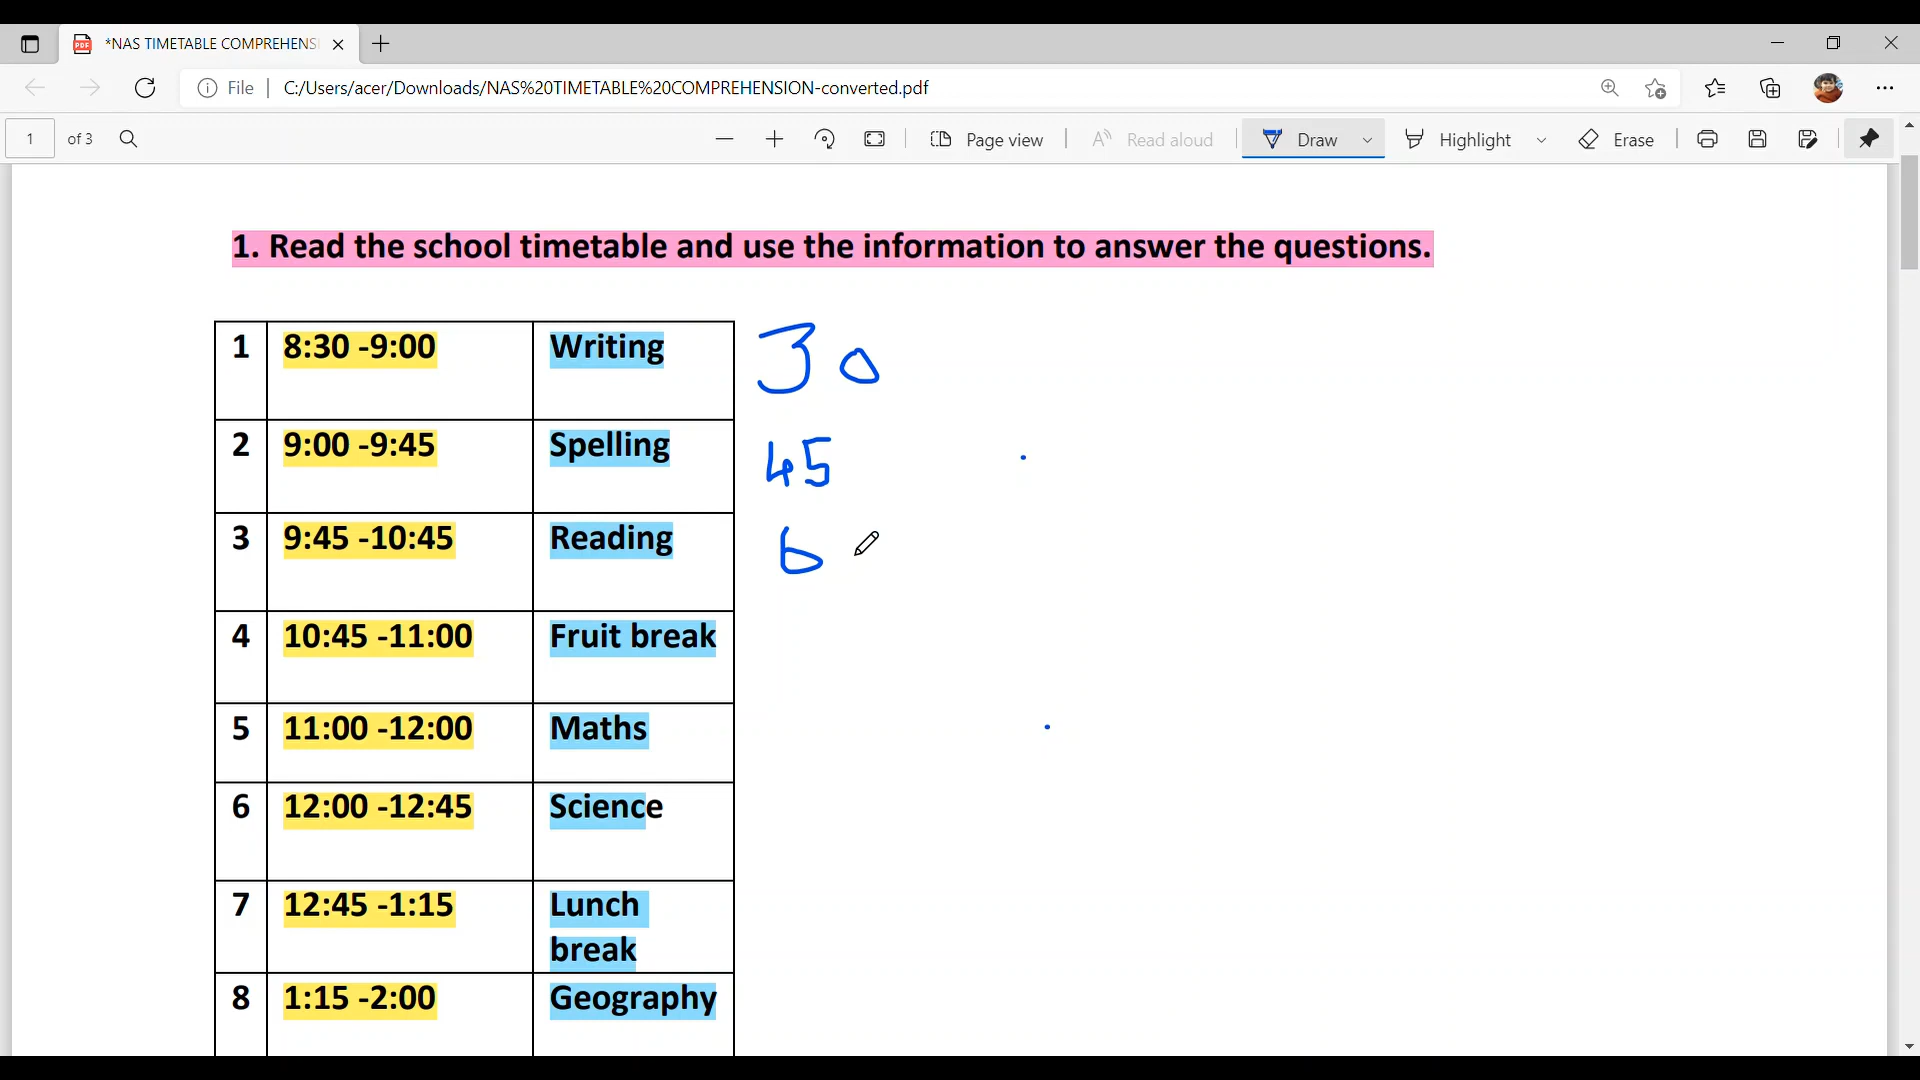 *NAS TIMETABLE COMPREHENS
File C:/Users/acer/Downloads/NAS%20TIMETABLE%20COMPREHENSION-converted.pdf
1 of 3 Page view Read aloud Draw Highlight Erase
1. Read the school timetable and use the information to answer the questions.
1 8:30 -9:00 Writing 30
2 9:00 -9:45 Spelling 45
3 9:45 -10:45 Reading 6
4 10:45 -11:00 Fruit break
5 11:00 -12:00 Maths
6 12:00 -12:45 Science
7 12:45 -1:15 Lunch
break
8 1:15 -2:00 Geography